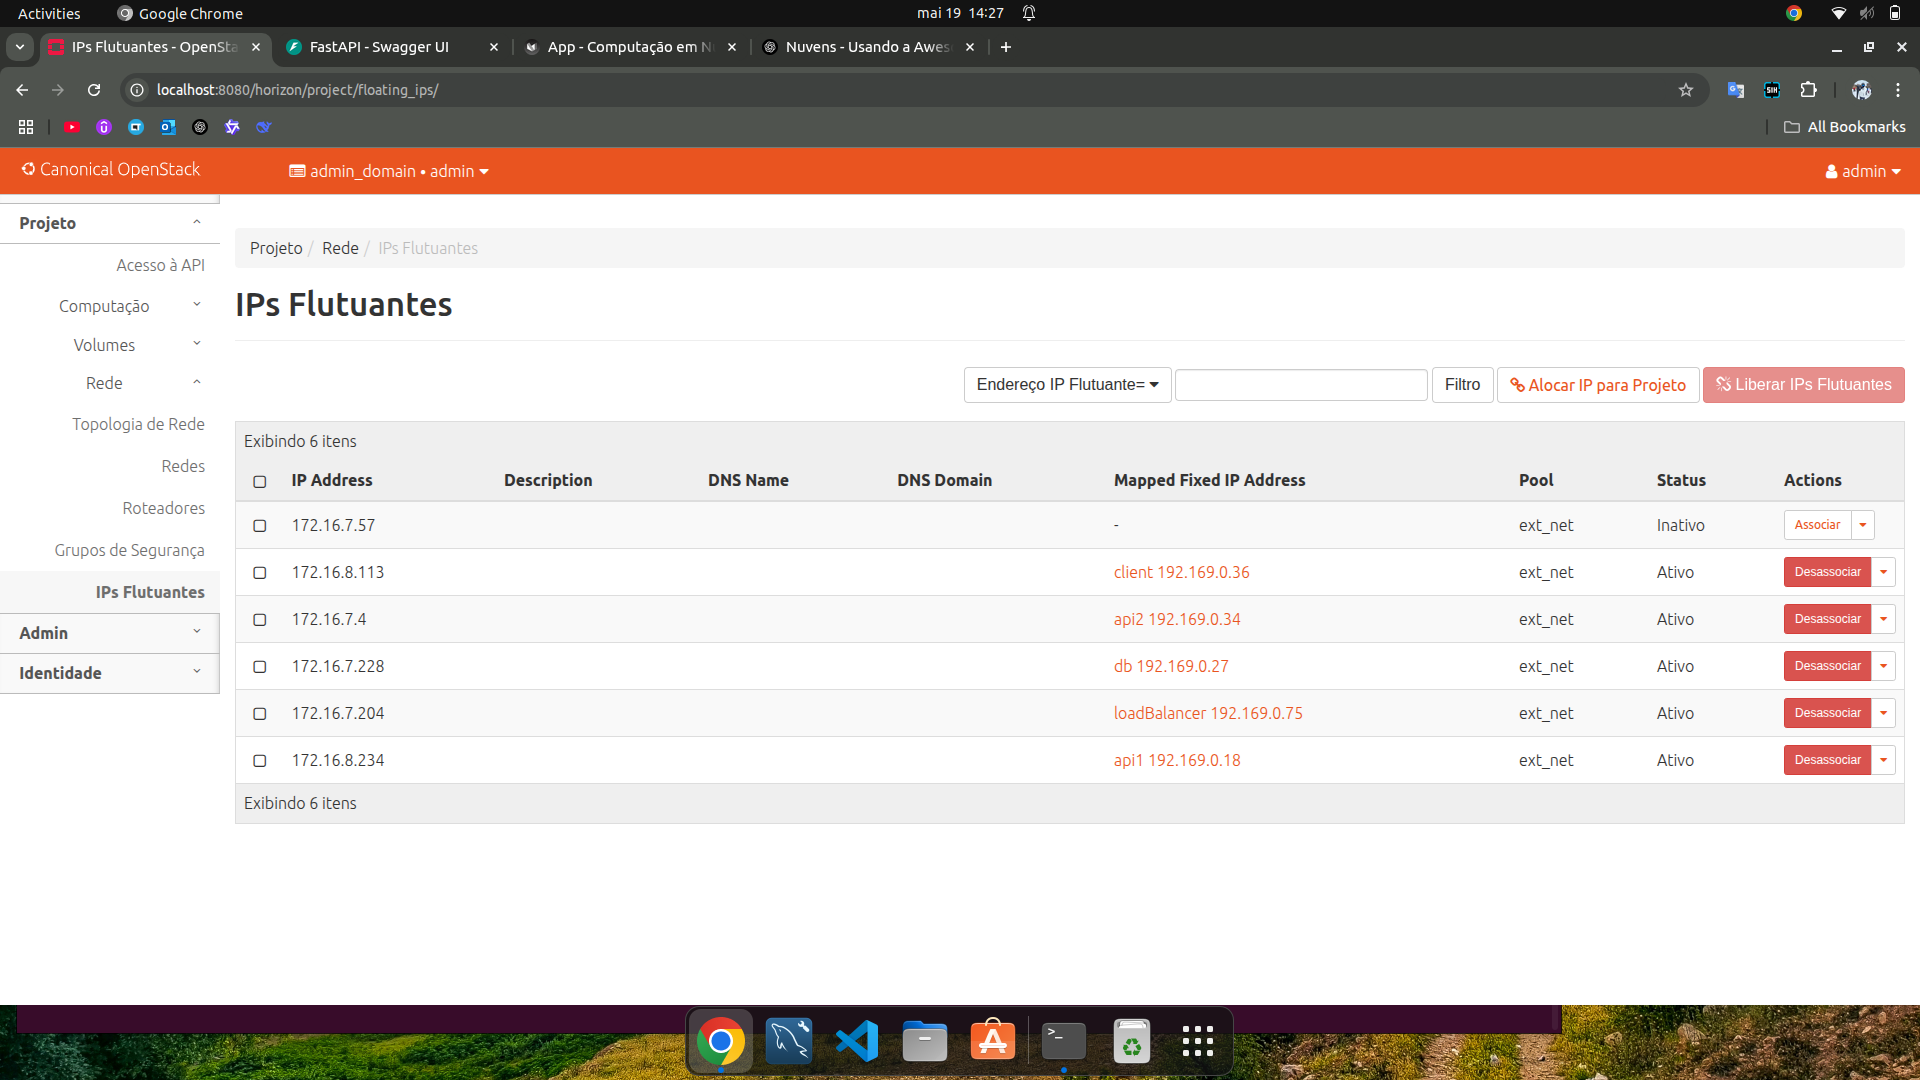 Activities
Google Chrome
mai 19 14:27
IPs Flutuantes - OpenSta
FastAPI - Swagger UI
App - Computação em N
Nuvens - Usando a Awes
localhost:8080/horizon/project/floating_ips/
All Bookmarks
Canonical OpenStack
admin_domain • admin
admin
Projeto
Acesso à API
Computação
Volumes
Rede
Topologia de Rede
Redes
Roteadores
Grupos de Segurança
IPs Flutuantes
Admin
Identidade
Projeto / Rede / IPs Flutuantes
IPs Flutuantes
Endereço IP Flutuante=
Filtro
Alocar IP para Projeto
Liberar IPs Flutuantes
Exibindo 6 itens
IP Address Description DNS Name DNS Domain Mapped Fixed IP Address Pool Status Actions
172.16.7.57 - ext_net Inativo Associar
172.16.8.113 client 192.169.0.36 ext_net Ativo Desassociar
172.16.7.4 api2 192.169.0.34 ext_net Ativo Desassociar
172.16.7.228 db 192.169.0.27 ext_net Ativo Desassociar
172.16.7.204 loadBalancer 192.169.0.75 ext_net Ativo Desassociar
172.16.8.234 api1 192.169.0.18 ext_net Ativo Desassociar
Exibindo 6 itens